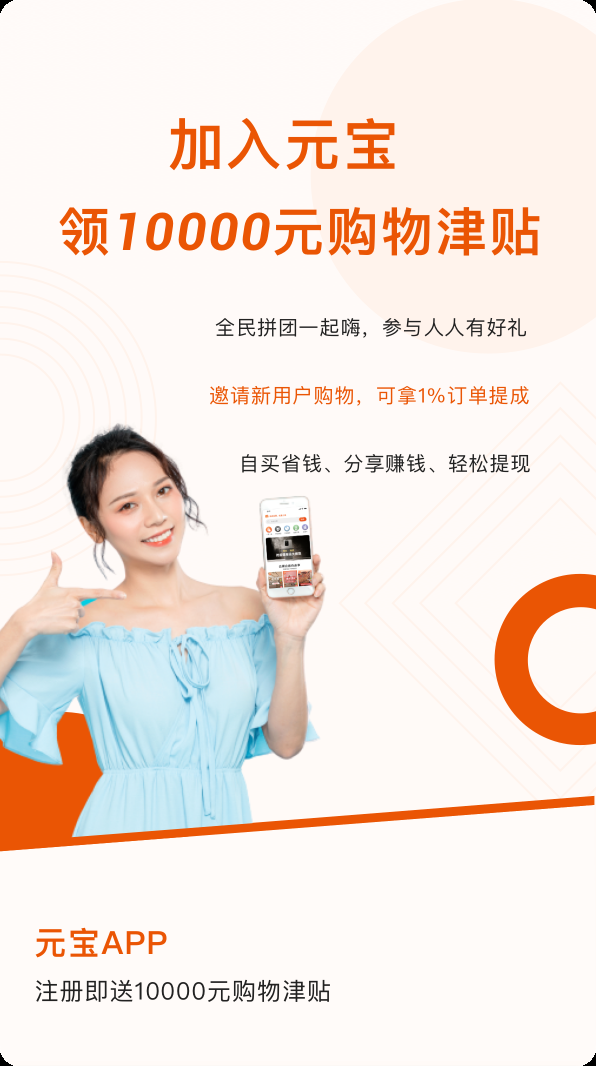 加入元宝
领10000元购物津贴
全民拼团一起嗨，参与人人有好礼
邀请新用户购物，可拿1%订单提成
自买省钱、分享赚钱、轻松提现
元宝APP
注册即送10000元购物津贴